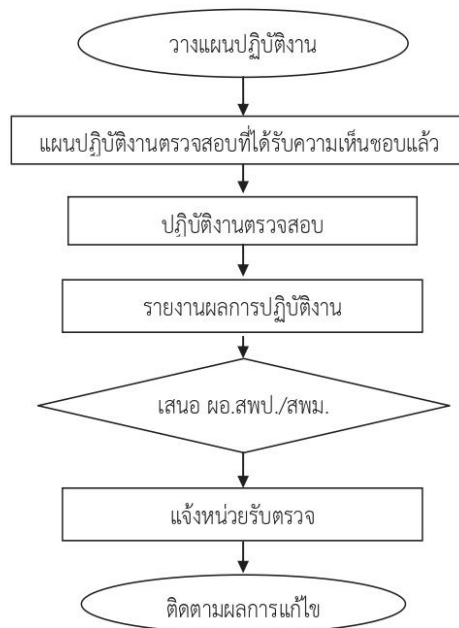 วางแผนปฏิบัติงาน
แผนปฏิบัติงานตรวจสอบที่ได้รับความเห็นชอบแล้ว
ปฏิบัติงานตรวจสอบ
รายงานผลการปฏิบัติงาน
เสนอ ผอ.สพป./สพม.
แจ้งหน่วยรับตรวจ
ติดตามผลการแก้ไข